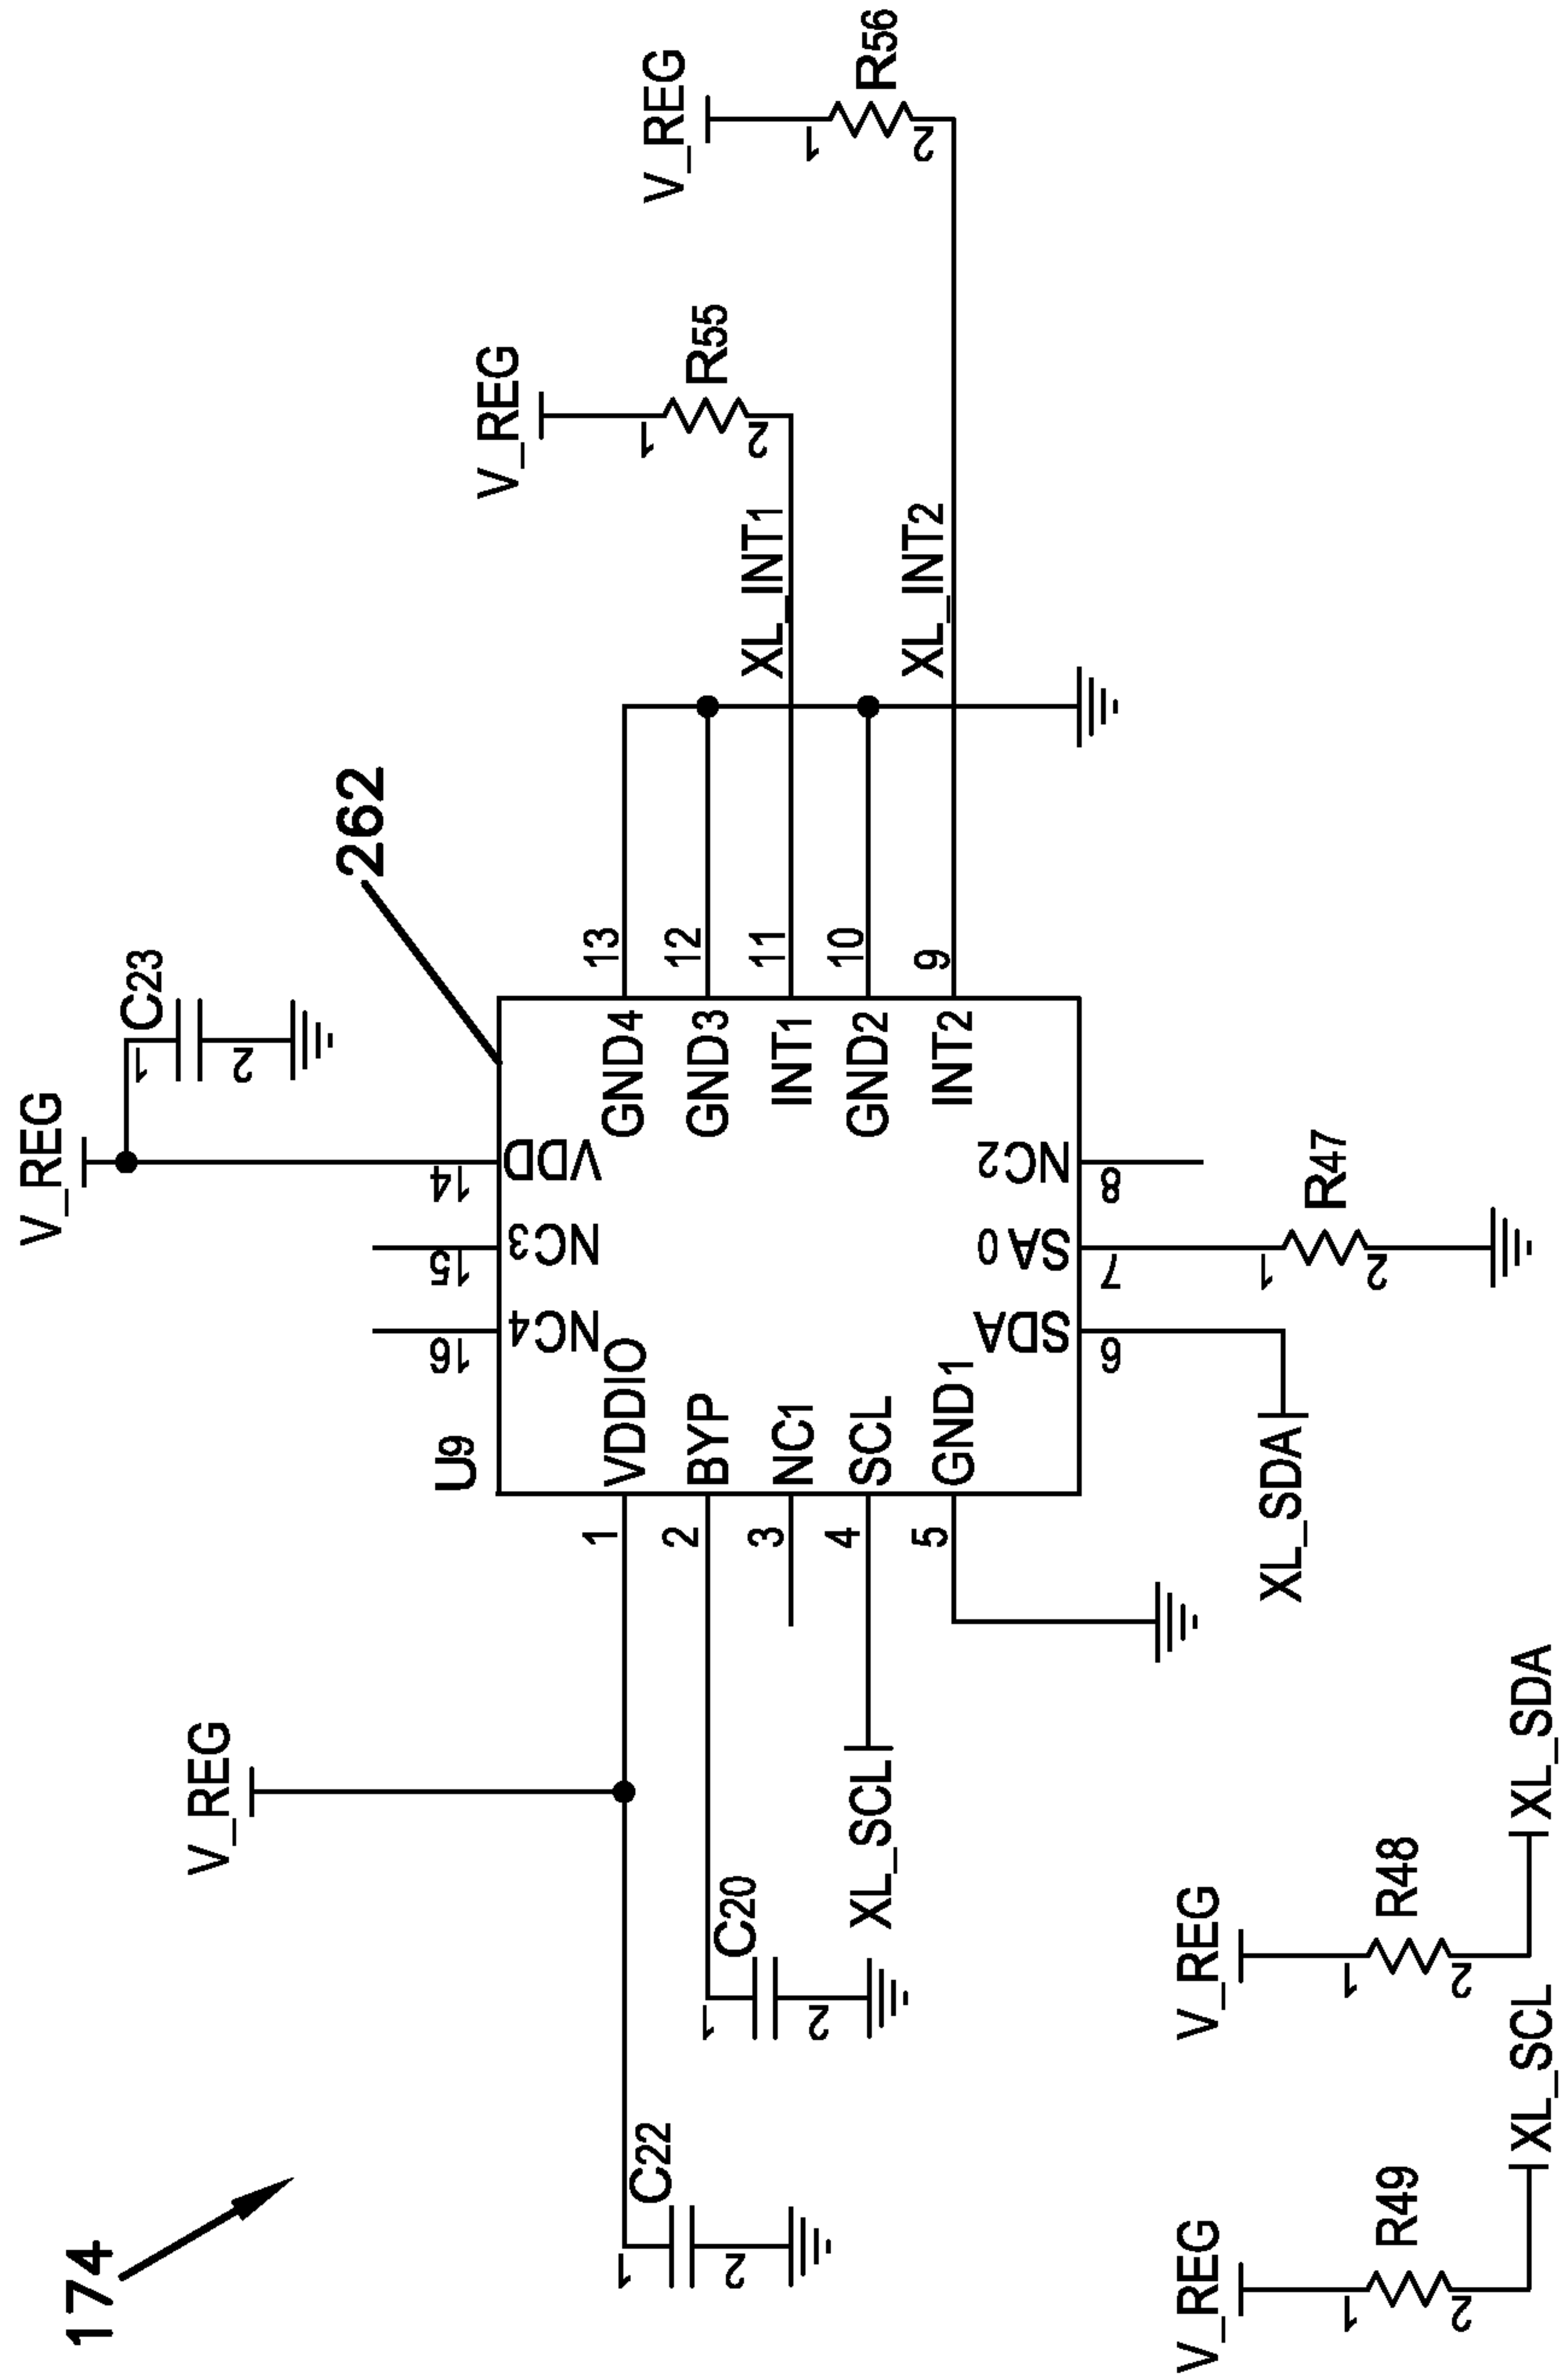 174
V_REG
C22
1
2
V_REG
C20
1
2
XL_SCL
U9
262
V_REG
C23
1
2
16
15
14
NC4
NC3
VDD
1
VDDIO
2
BYP
3
NC1
4
SCL
5
GND1
GND4
13
GND3
12
INT1
11
GND2
10
INT2
9
SDA
SA0
NC2
6
7
8
XL_SDA
1
2
R47
XL_INT1
XL_INT2
V_REG
R55
1
2
V_REG
R56
1
2
V_REG
R49
1
2
XL_SCL
V_REG
R48
1
2
XL_SDA